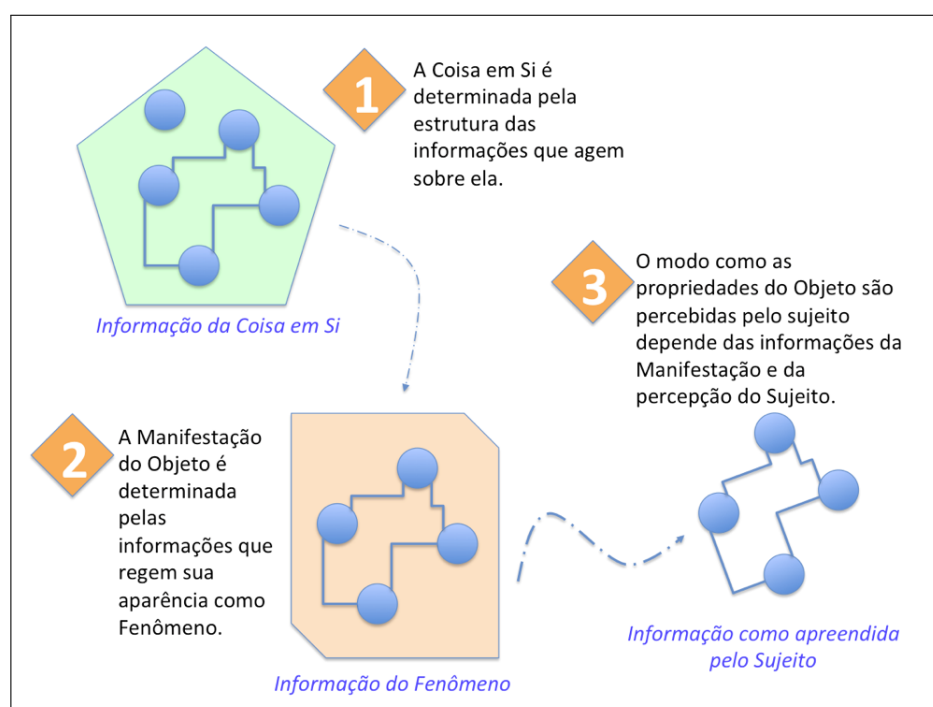 1
A Coisa em Si é
determinada pela
estrutura das
informações que agem
sobre ela.
Informação da Coisa em Si
3
O modo como as
propriedades do Objeto são
percebidas pelo sujeito
depende das informações da
Manifestação e da
percepção do Sujeito.
2
A Manifestação
do Objeto é
determinada
pelas
informações que
regem sua
aparência como
Fenômeno.
Informação do Fenômeno
Informação como apreendida
pelo Sujeito